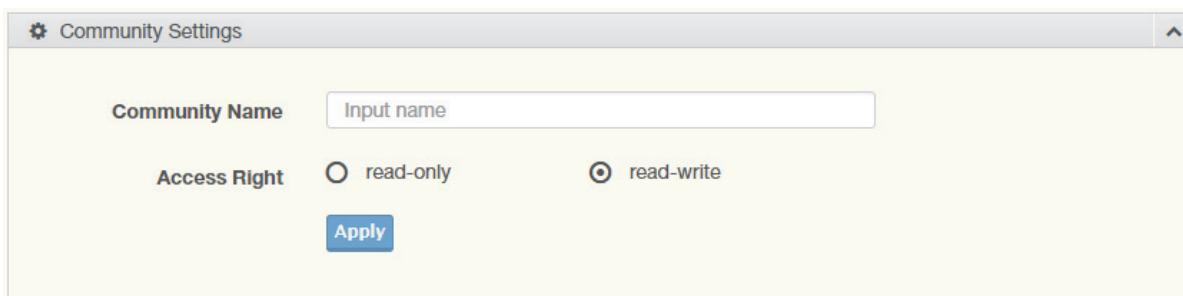 Community Settings
Community Name Input name
Access Right read-only read-write
Apply